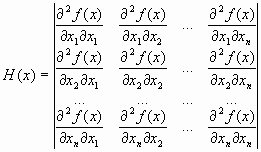 H(x) = | ∂²f(x)/∂x₁∂x₁ ∂²f(x)/∂x₁∂x₂ ... ∂²f(x)/∂x₁∂xₙ |
| ∂²f(x)/∂x₂∂x₁ ∂²f(x)/∂x₂∂x₂ ... ∂²f(x)/∂x₂∂xₙ |
| ... ... ... ... |
| ∂²f(x)/∂xₙ∂x₁ ∂²f(x)/∂xₙ∂x₂ ... ∂²f(x)/∂xₙ∂xₙ |